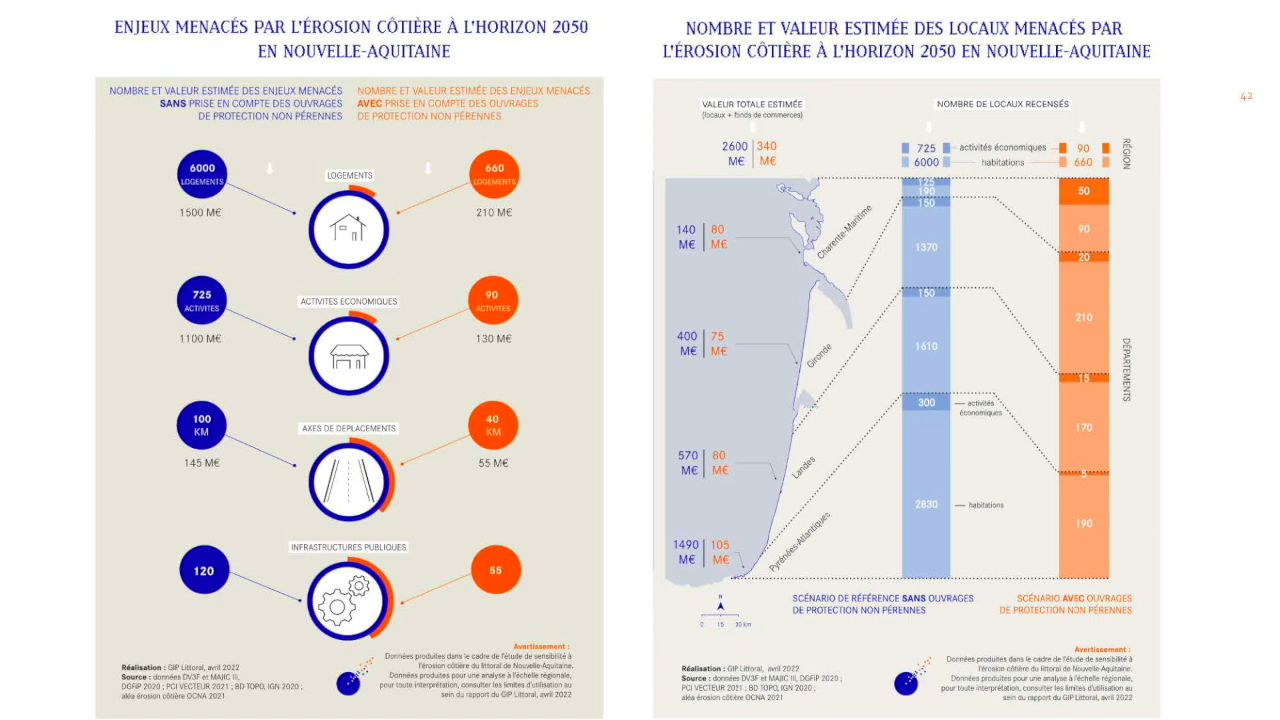 ENJEUX MENACÉS PAR L'ÉROSION CÔTIÈRE À L'HORIZON 2050
EN NOUVELLE-AQUITAINE
NOMBRE ET VALEUR ESTIMÉE DES ENJEUX MENACÉS
SANS PRISE EN COMPTE DES OUVRAGES
DE PROTECTION NON PÉRENNES
NOMBRE ET VALEUR ESTIMÉE DES ENJEUX MENACÉS
AVEC PRISE EN COMPTE DES OUVRAGES
DE PROTECTION NON PÉRENNES
6000
LOGEMENTS
1500 M€
LOGEMENTS
660
LOGEMENTS
210 M€
725
ACTIVITES
1100 M€
ACTIVITES ECONOMIQUES
90
ACTIVITES
130 M€
100
KM
145 M€
AXES DE DEPLACEMENTS
40
KM
55 M€
INFRASTRUCTURES PUBLIQUES
120
55
Réalisation : GIP Littoral, avril 2022
Source : données DV3F et MAJIC III,
DGFIP 2020 ; PCI VECTEUR 2021 ; BD TOPO, IGN 2020 ;
aléa érosion côtière OCNA 2021
Avertissement :
Données produites dans le cadre de l'étude de sensibilité à
l'érosion côtière du littoral de Nouvelle-Aquitaine.
Données produites pour une analyse à l'échelle régionale,
pour toute interprétation, consulter les limites d'utilisation au
sein du rapport du GIP Littoral, avril 2022
NOMBRE ET VALEUR ESTIMÉE DES LOCAUX MENACÉS PAR
L'ÉROSION CÔTIÈRE À L'HORIZON 2050 EN NOUVELLE-AQUITAINE
42
VALEUR TOTALE ESTIMÉE
(locaux + fonds de commerces)
NOMBRE DE LOCAUX RECENSÉS
2600 340
M€ M€
725 activités économiques 90
6000 habitations 660
RÉGION
125
190
150
1370
150
1610
300
2830
50
90
20
210
15
170
5
190
activités
économiques
habitations
DÉPARTEMENTS
140 80
M€ M€
Charente-Maritime
400 75
M€ M€
Gironde
570 80
M€ M€
Landes
1490 105
M€ M€
Pyrénées-Atlantiques
N
0 15 30 km
SCÉNARIO DE RÉFÉRENCE SANS OUVRAGES
DE PROTECTION NON PÉRENNES
SCÉNARIO AVEC OUVRAGES
DE PROTECTION NON PÉRENNES
Réalisation : GIP Littoral, avril 2022
Source : données DV3F et MAJIC III, DGFIP 2020 ;
PCI VECTEUR 2021 ; BD TOPO, IGN 2020 ;
aléa érosion côtière OCNA 2021
Avertissement :
Données produites dans le cadre de l'étude de sensibilité à
l'érosion côtière du littoral de Nouvelle-Aquitaine.
Données produites pour une analyse à l'échelle régionale,
pour toute interprétation, consulter les limites d'utilisation au
sein du rapport du GIP Littoral, avril 2022